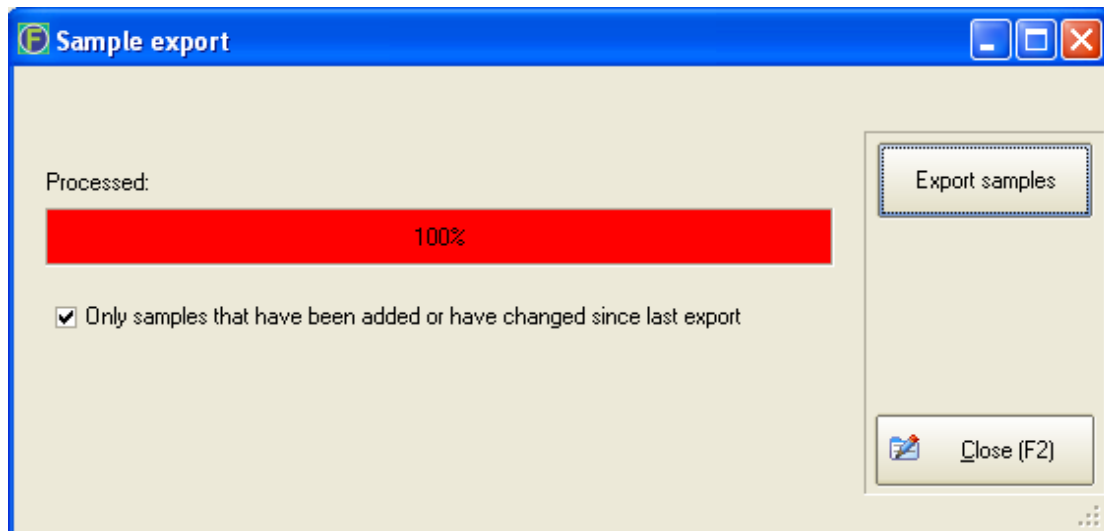 Sample export
Processed:
Export samples
100%
Only samples that have been added or have changed since last export
Close (F2)